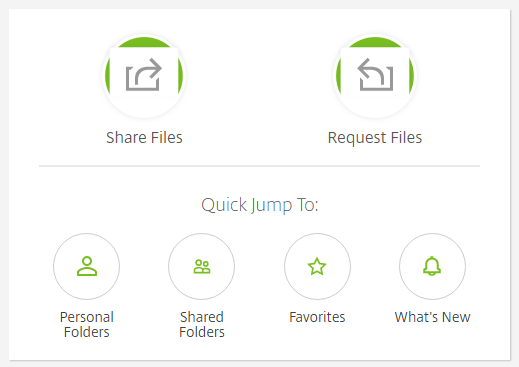 Share Files
Request Files
Quick Jump To:
Personal
Folders
Shared
Folders
Favorites
What's New